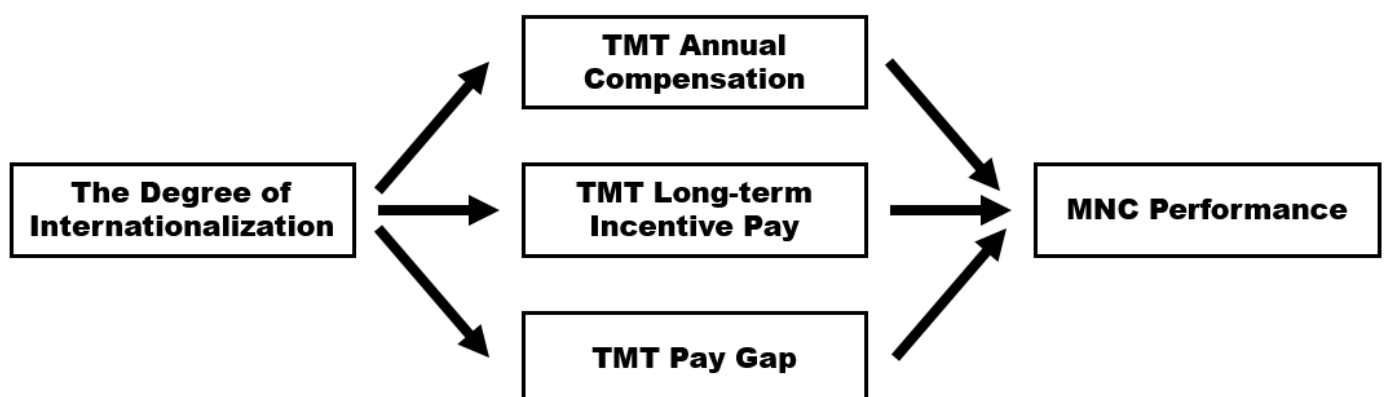 TMT Annual
Compensation
The Degree of
Internationalization
TMT Long-term
Incentive Pay
MNC Performance
TMT Pay Gap